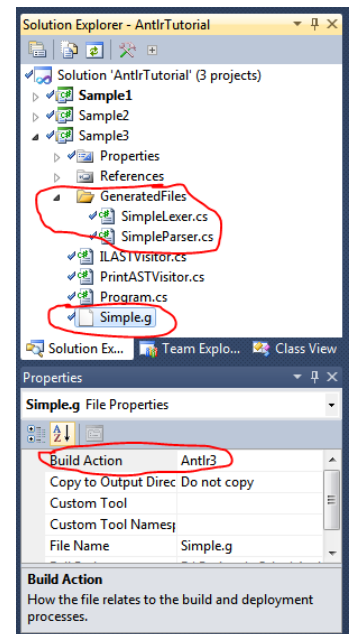 Solution Explorer - AntlrTutorial
Solution 'AntlrTutorial' (3 projects)
Sample1
Sample2
Sample3
Properties
References
GeneratedFiles
SimpleLexer.cs
SimpleParser.cs
ILASTVisitor.cs
PrintASTVisitor.cs
Program.cs
Simple.g
Solution Ex... Team Explo... Class View
Properties
Simple.g File Properties
Build Action Antlr3
Copy to Output Direc Do not copy
Custom Tool
Custom Tool Namesp
File Name Simple.g
Build Action
How the file relates to the build and deployment
processes.